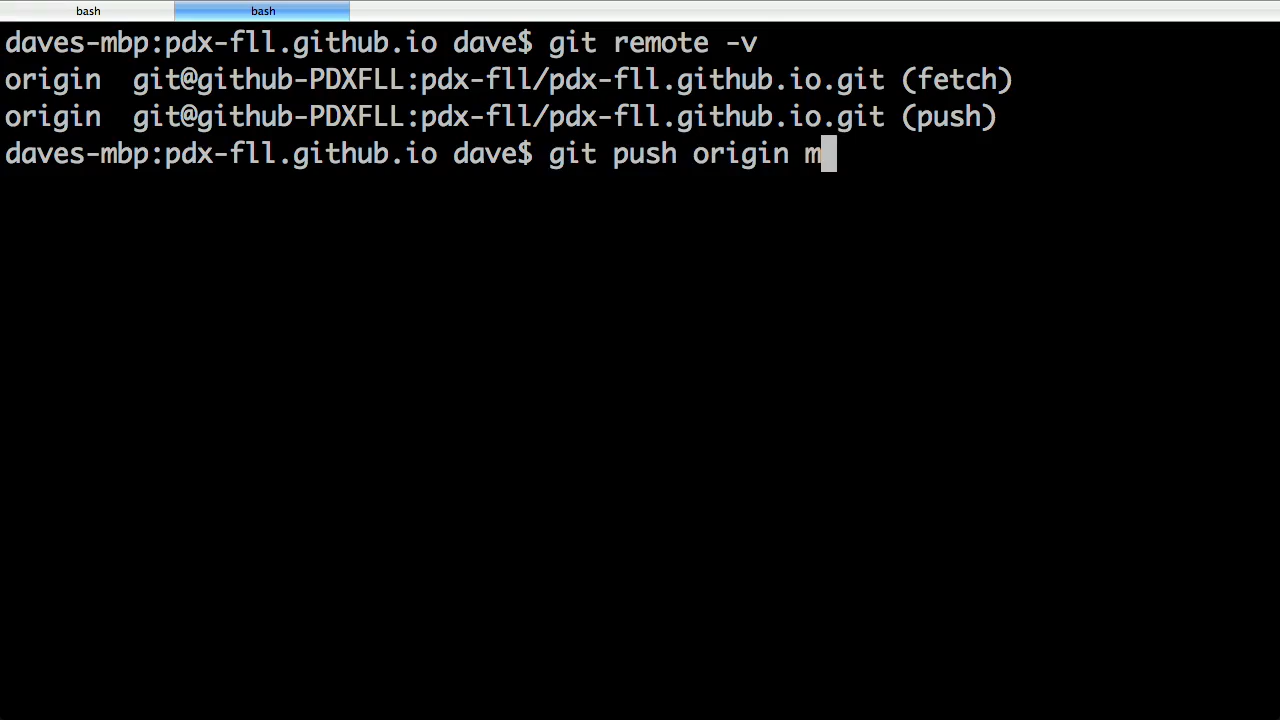 bash bash
daves-mbp:pdx-fll.github.io dave$ git remote -v
origin  git@github-PDXFLL:pdx-fll/pdx-fll.github.io.git (fetch)
origin  git@github-PDXFLL:pdx-fll/pdx-fll.github.io.git (push)
daves-mbp:pdx-fll.github.io dave$ git push origin m